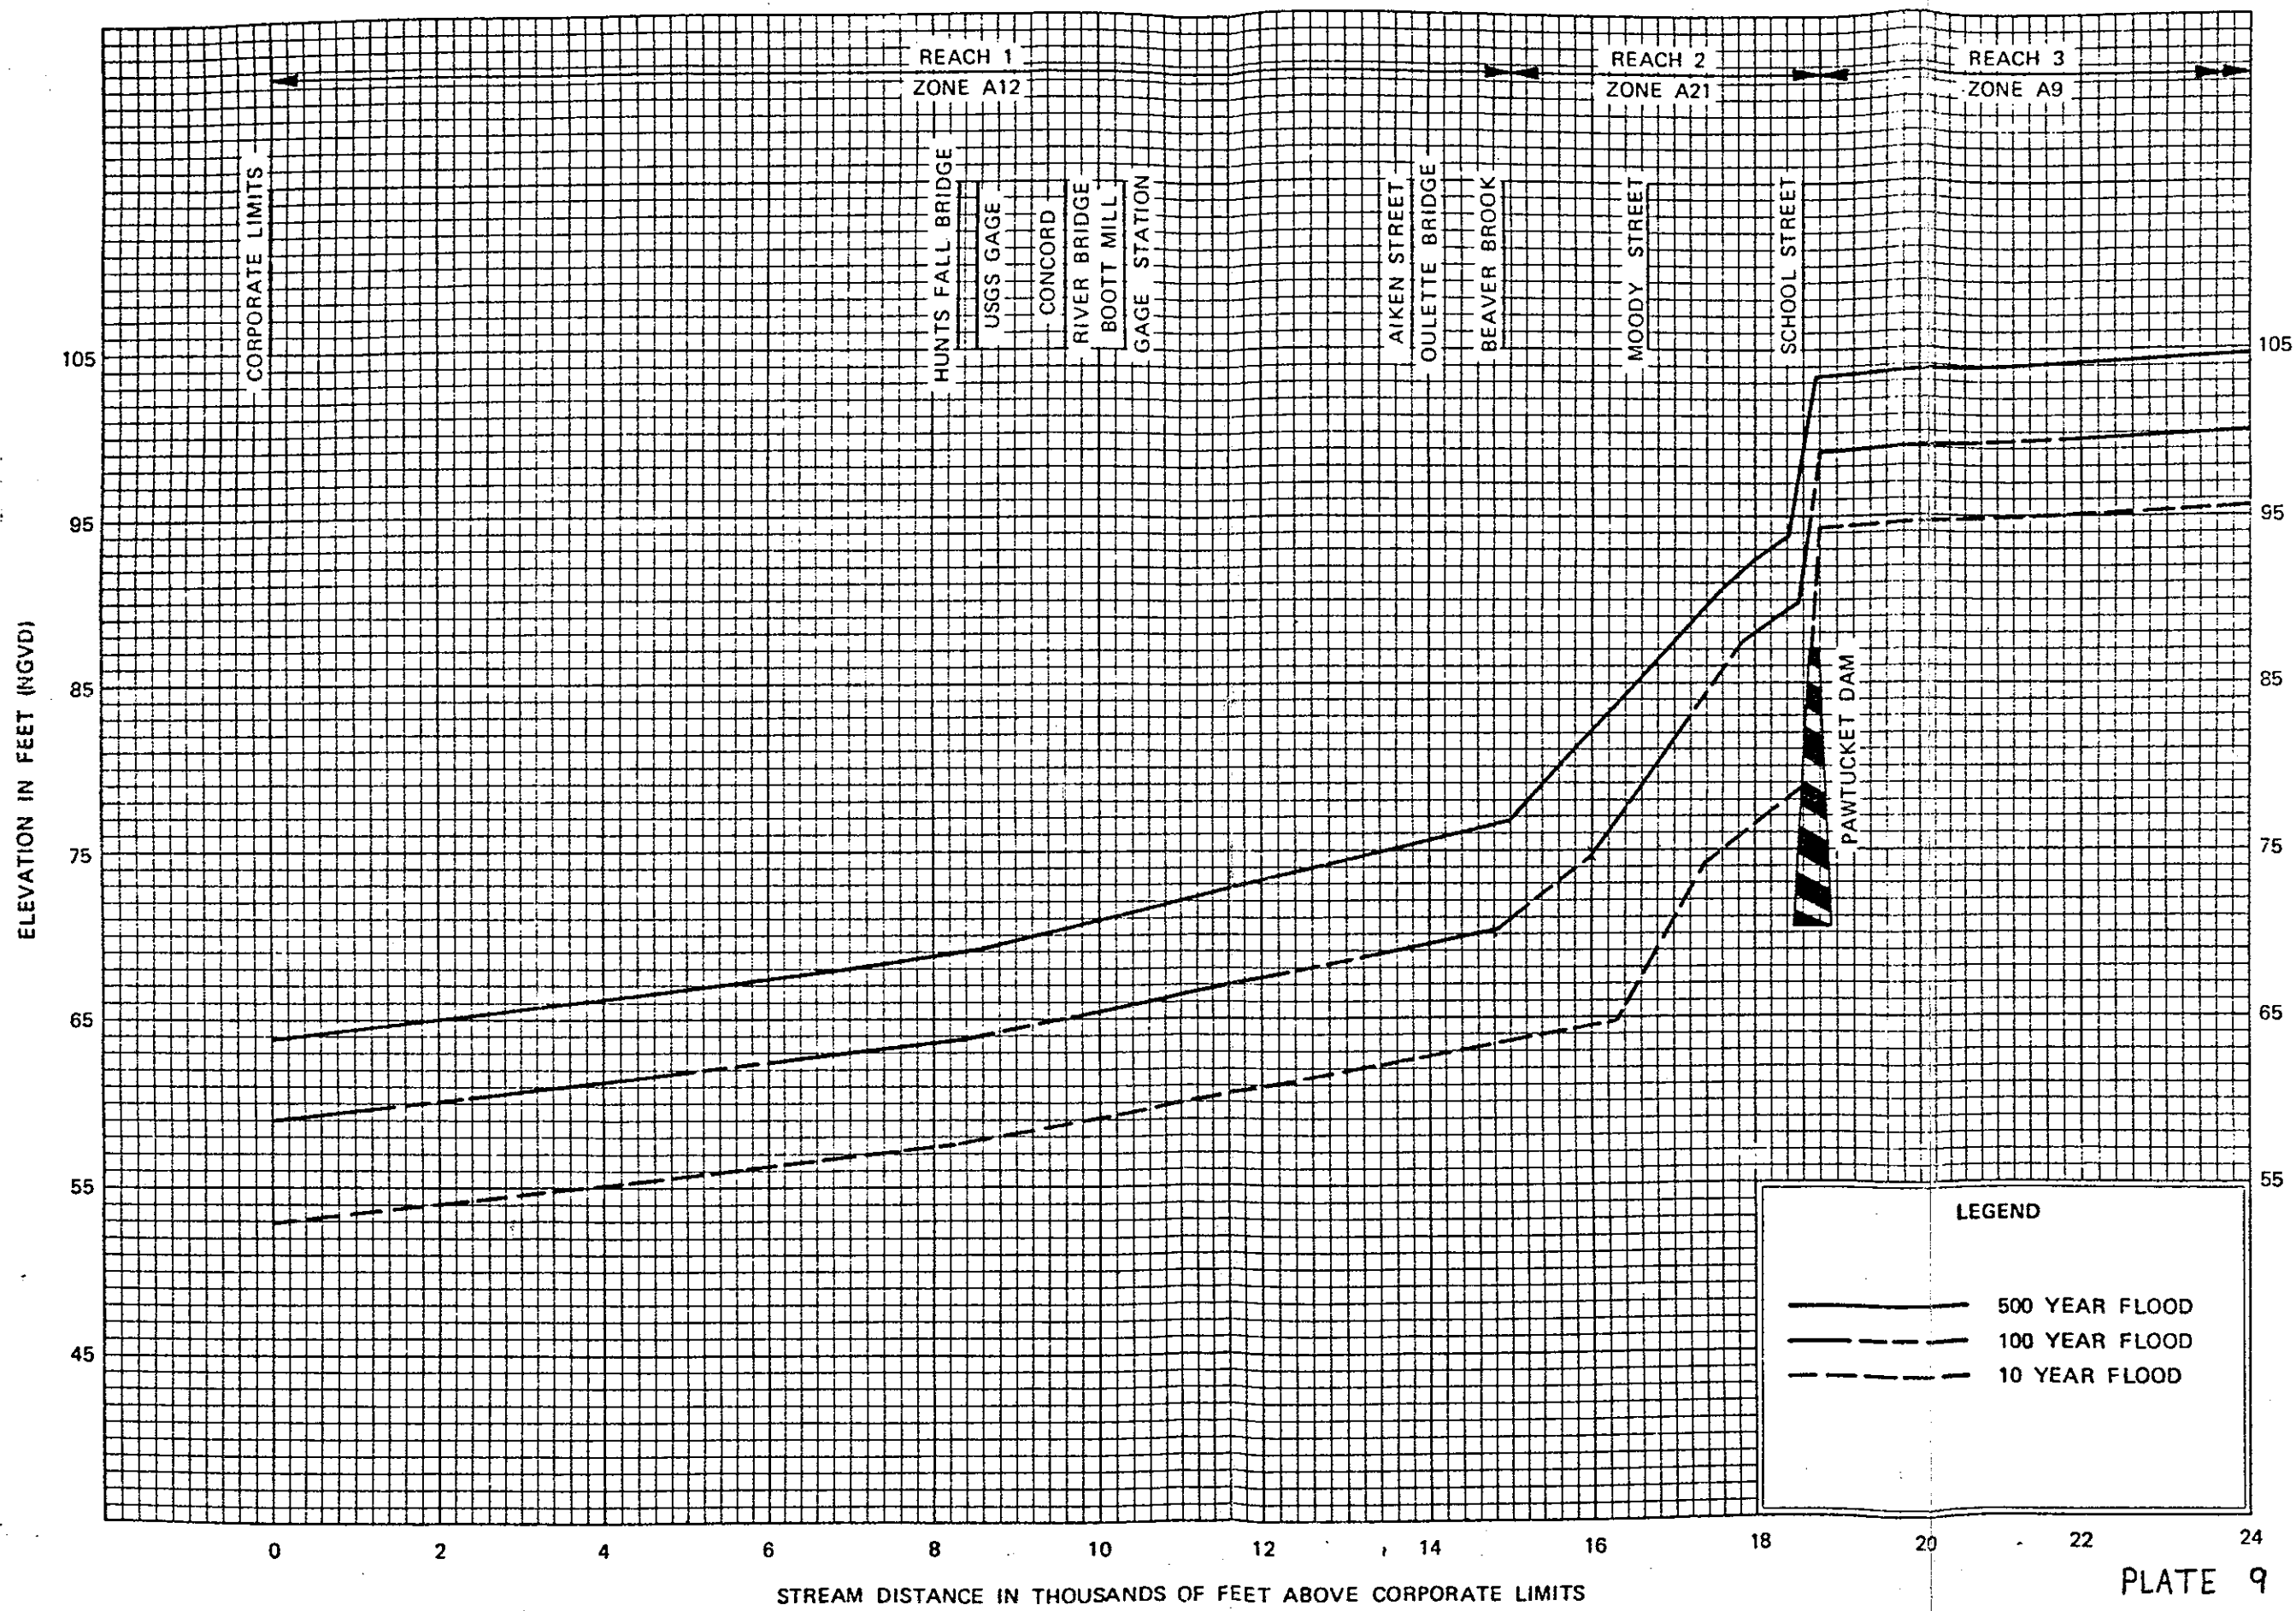 REACH 1
ZONE A12
REACH 2
ZONE A21
REACH 3
ZONE A9
CORPORATE LIMITS
HUNTS FALL BRIDGE
USGS GAGE
CONCORD
RIVER BRIDGE
BOOTT MILL
GAGE STATION
AIKEN STREET
OULETTE BRIDGE
BEAVER BROOK
MOODY STREET
SCHOOL STREET
PAWTUCKET DAM
ELEVATION IN FEET (NGVD)
105
95
85
75
65
55
45
105
95
85
75
65
55
LEGEND
500 YEAR FLOOD
100 YEAR FLOOD
10 YEAR FLOOD
0 2 4 6 8 10 12 14 16 18 20 22 24
STREAM DISTANCE IN THOUSANDS OF FEET ABOVE CORPORATE LIMITS
PLATE 9